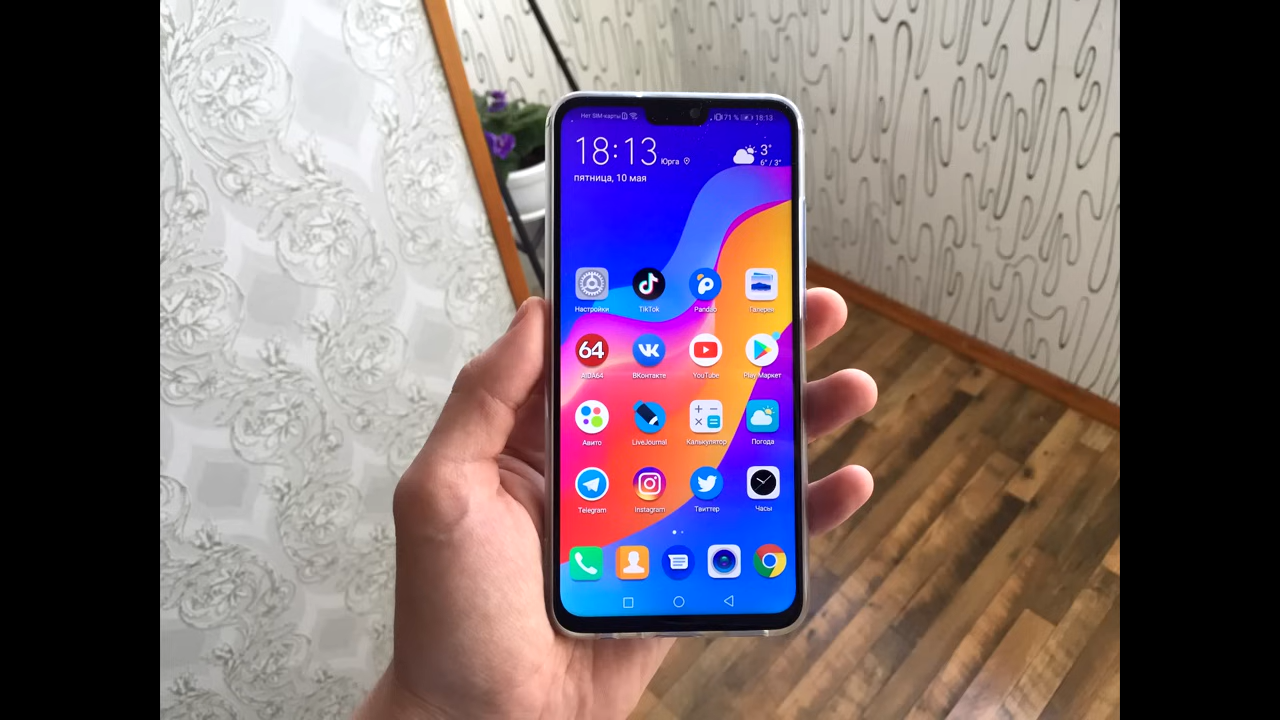 Нет SIM-карты 71 % 18:13
18:13 Юрга 3°
6° / 3°
пятница, 10 мая
Настройки TikTok Pandao Галерея
64
AIDA64 ВКонтакте YouTube Play Маркет
Авито LiveJournal Калькулятор Погода
Telegram Instagram Твиттер Часы